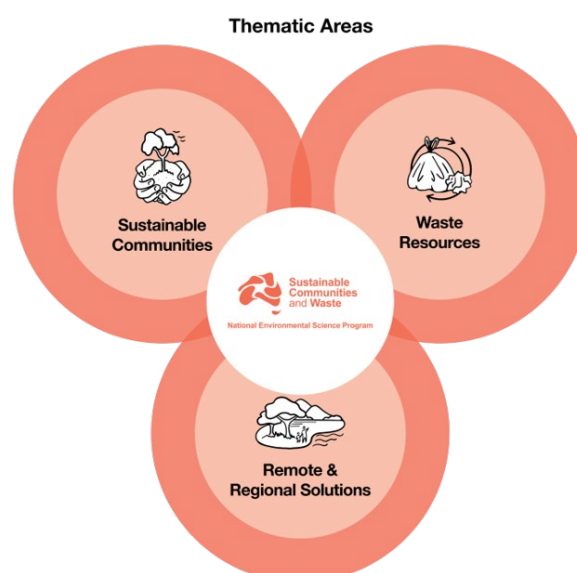 Thematic Areas
Sustainable
Communities
Waste
Resources
Sustainable
Communities
and Waste
National Environmental Science Program
Remote &
Regional Solutions